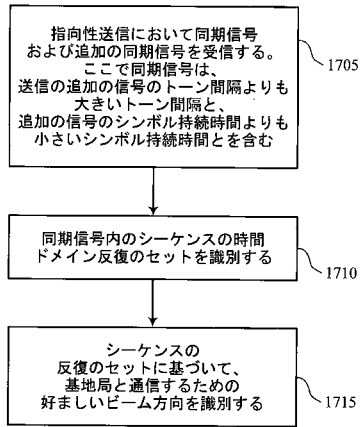 指向性送信において同期信号
および追加の同期信号を受信する。
ここで同期信号は、
送信の追加の信号のトーン間隔よりも
大きいトーン間隔と、
追加の信号のシンボル持続時間よりも
小さいシンボル持続時間とを含む
1705
同期信号内のシーケンスの時間
ドメイン反復のセットを識別する
1710
シーケンスの
反復のセットに基づいて、
基地局と通信するための
好ましいビーム方向を識別する
1715